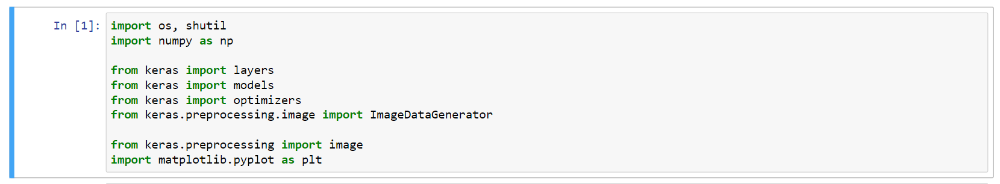 In [1]:
import os, shutil
import numpy as np
from keras import layers
from keras import models
from keras import optimizers
from keras.preprocessing.image import ImageDataGenerator
from keras.preprocessing import image
import matplotlib.pyplot as plt